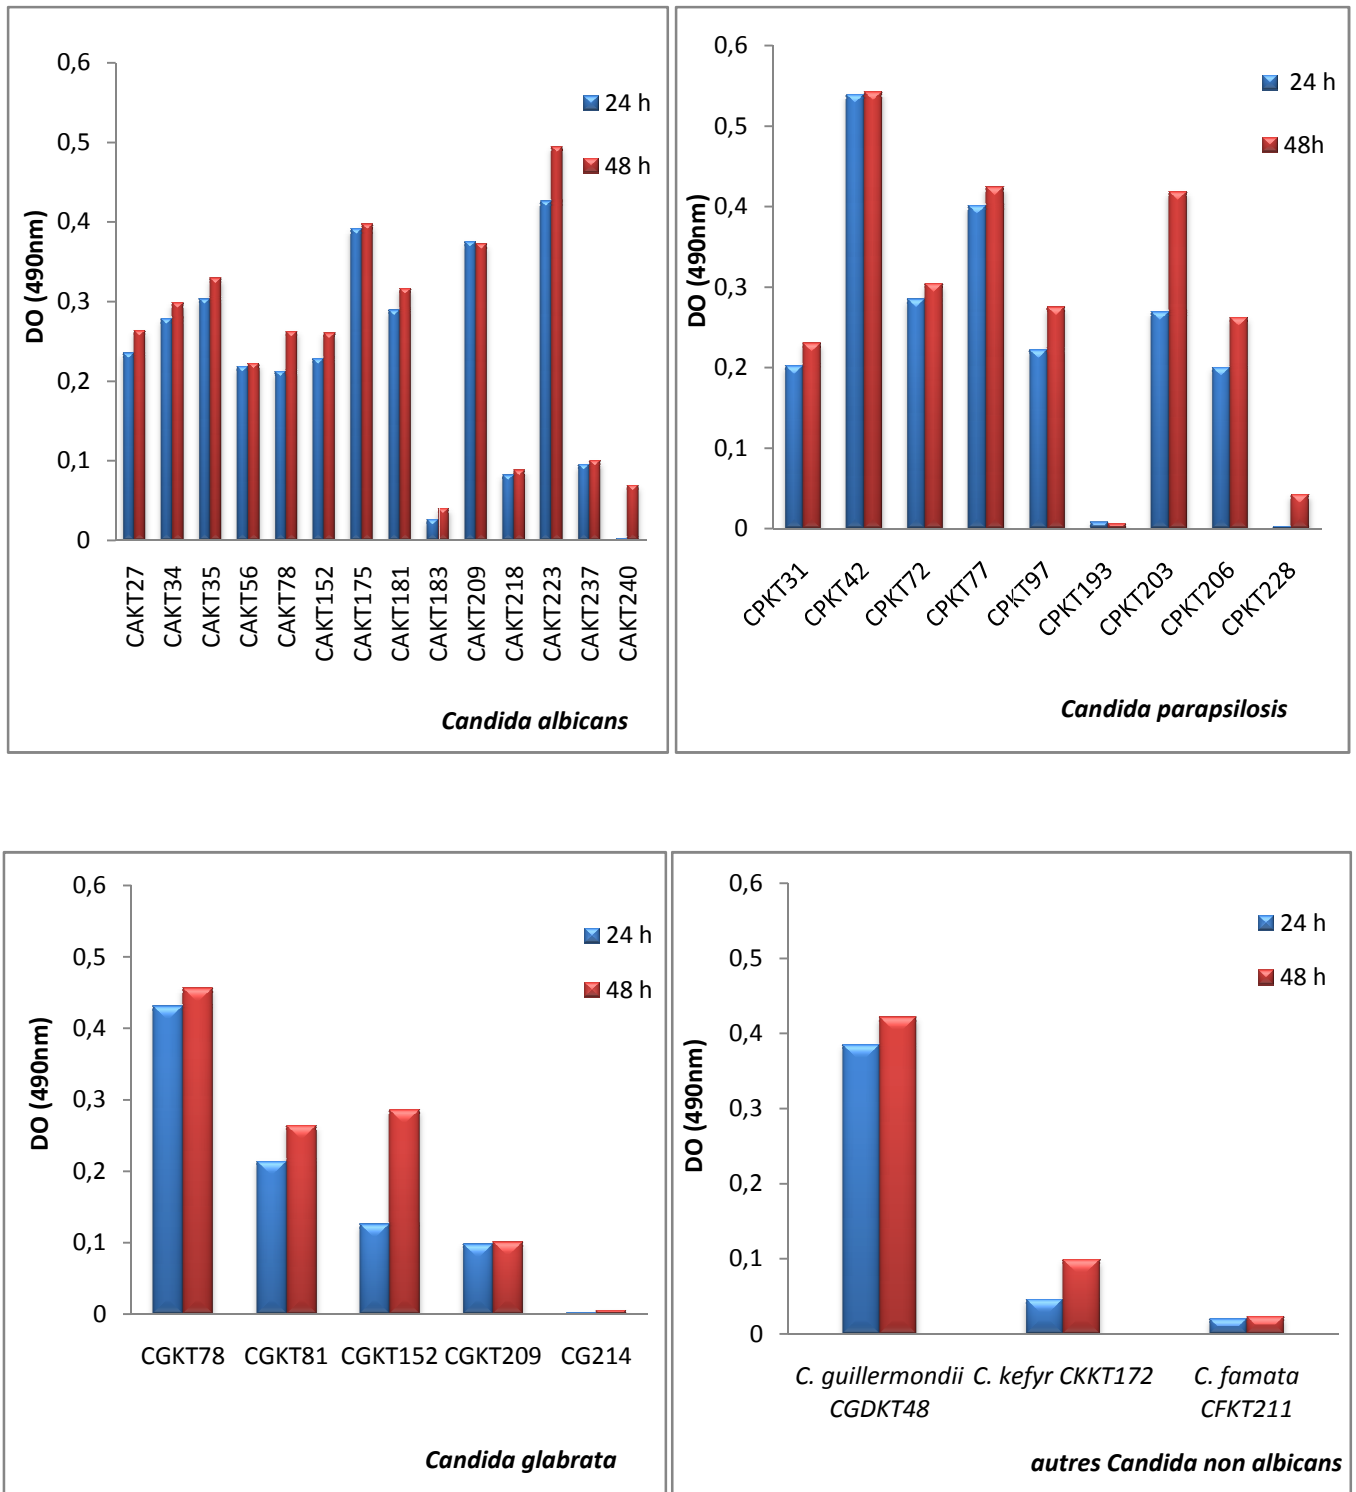 0,6
0,5
0,4
0,3
0,2
0,1
0
DO (490nm)
24 h
48 h
CAKT27
CAKT34
CAKT35
CAKT56
CAKT78
CAKT152
CAKT175
CAKT181
CAKT183
CAKT209
CAKT218
CAKT223
CAKT237
CAKT240
Candida albicans
0,6
0,5
0,4
0,3
0,2
0,1
0
DO (490nm)
24 h
48h
CPKT31
CPKT42
CPKT72
CPKT77
CPKT97
CPKT193
CPKT203
CPKT206
CPKT228
Candida parapsilosis
0,6
0,5
0,4
0,3
0,2
0,1
0
DO (490nm)
24 h
48 h
CGKT78 CGKT81 CGKT152 CGKT209 CG214
Candida glabrata
0,6
0,5
0,4
0,3
0,2
0,1
0
DO (490nm)
24 h
48 h
C. guillermondii C. kefyr CKKT172 C. famata
CGDKT48 CFKT211
autres Candida non albicans